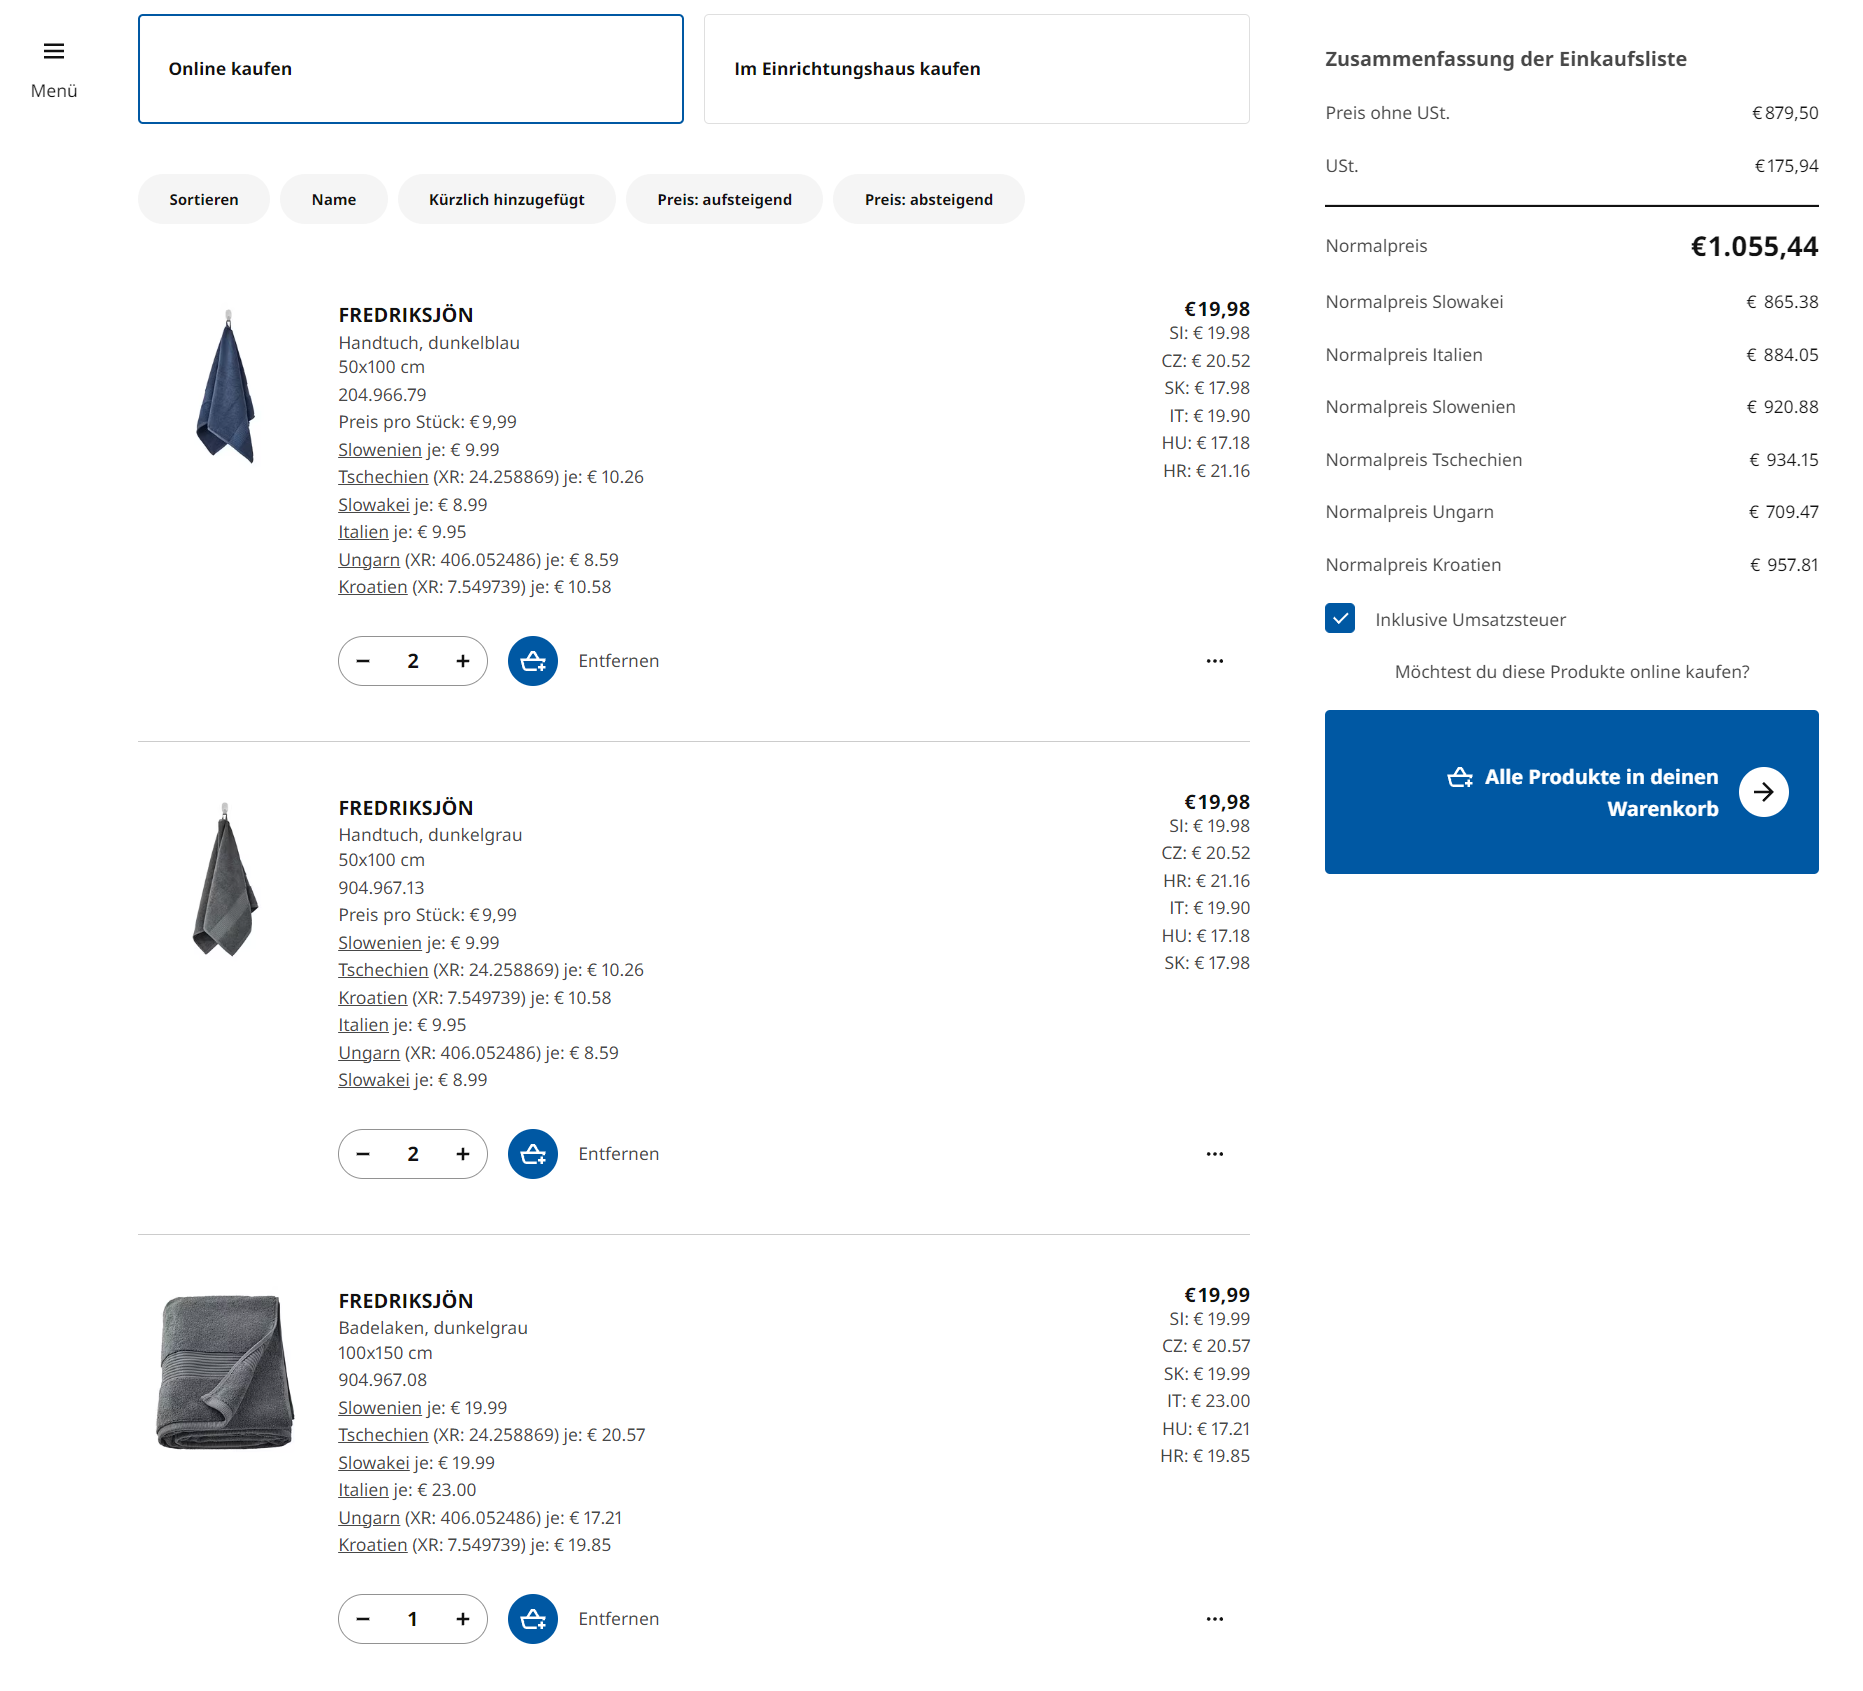 Menü
Online kaufen
Im Einrichtungshaus kaufen
Sortieren
Name
Kürzlich hinzugefügt
Preis: aufsteigend
Preis: absteigend
FREDRIKSJÖN
Handtuch, dunkelblau
50x100 cm
204.966.79
Preis pro Stück: € 9,99
Slowenien je: € 9.99
Tschechien (XR: 24.258869) je: € 10.26
Slowakei je: € 8.99
Italien je: € 9.95
Ungarn (XR: 406.052486) je: € 8.59
Kroatien (XR: 7.549739) je: € 10.58
€ 19,98
SI: € 19.98
CZ: € 20.52
SK: € 17.98
IT: € 19.90
HU: € 17.18
HR: € 21.16
2
Entfernen
FREDRIKSJÖN
Handtuch, dunkelgrau
50x100 cm
904.967.13
Preis pro Stück: € 9,99
Slowenien je: € 9.99
Tschechien (XR: 24.258869) je: € 10.26
Kroatien (XR: 7.549739) je: € 10.58
Italien je: € 9.95
Ungarn (XR: 406.052486) je: € 8.59
Slowakei je: € 8.99
€ 19,98
SI: € 19.98
CZ: € 20.52
HR: € 21.16
IT: € 19.90
HU: € 17.18
SK: € 17.98
2
Entfernen
FREDRIKSJÖN
Badelaken, dunkelgrau
100x150 cm
904.967.08
Slowenien je: € 19.99
Tschechien (XR: 24.258869) je: € 20.57
Slowakei je: € 19.99
Italien je: € 23.00
Ungarn (XR: 406.052486) je: € 17.21
Kroatien (XR: 7.549739) je: € 19.85
€ 19,99
SI: € 19.99
CZ: € 20.57
SK: € 19.99
IT: € 23.00
HU: € 17.21
HR: € 19.85
1
Entfernen
Zusammenfassung der Einkaufsliste
Preis ohne USt. € 879,50
USt. € 175,94
Normalpreis € 1.055,44
Normalpreis Slowakei € 865.38
Normalpreis Italien € 884.05
Normalpreis Slowenien € 920.88
Normalpreis Tschechien € 934.15
Normalpreis Ungarn € 709.47
Normalpreis Kroatien € 957.81
Inklusive Umsatzsteuer
Möchtest du diese Produkte online kaufen?
Alle Produkte in deinen
Warenkorb